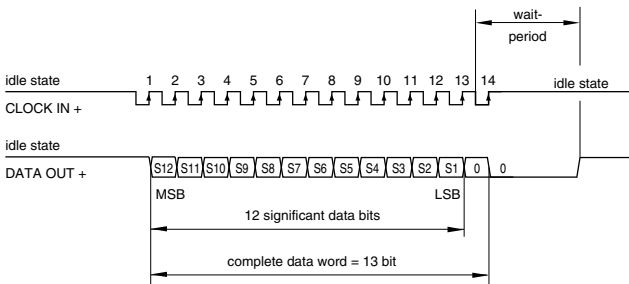 wait-
period
idle state
1 2 3 4 5 6 7 8 9 10 11 12 13 14
idle state
CLOCK IN +
idle state
DATA OUT +
S12 S11 S10 S9 S8 S7 S6 S5 S4 S3 S2 S1 0 0
MSB LSB
12 significant data bits
complete data word = 13 bit